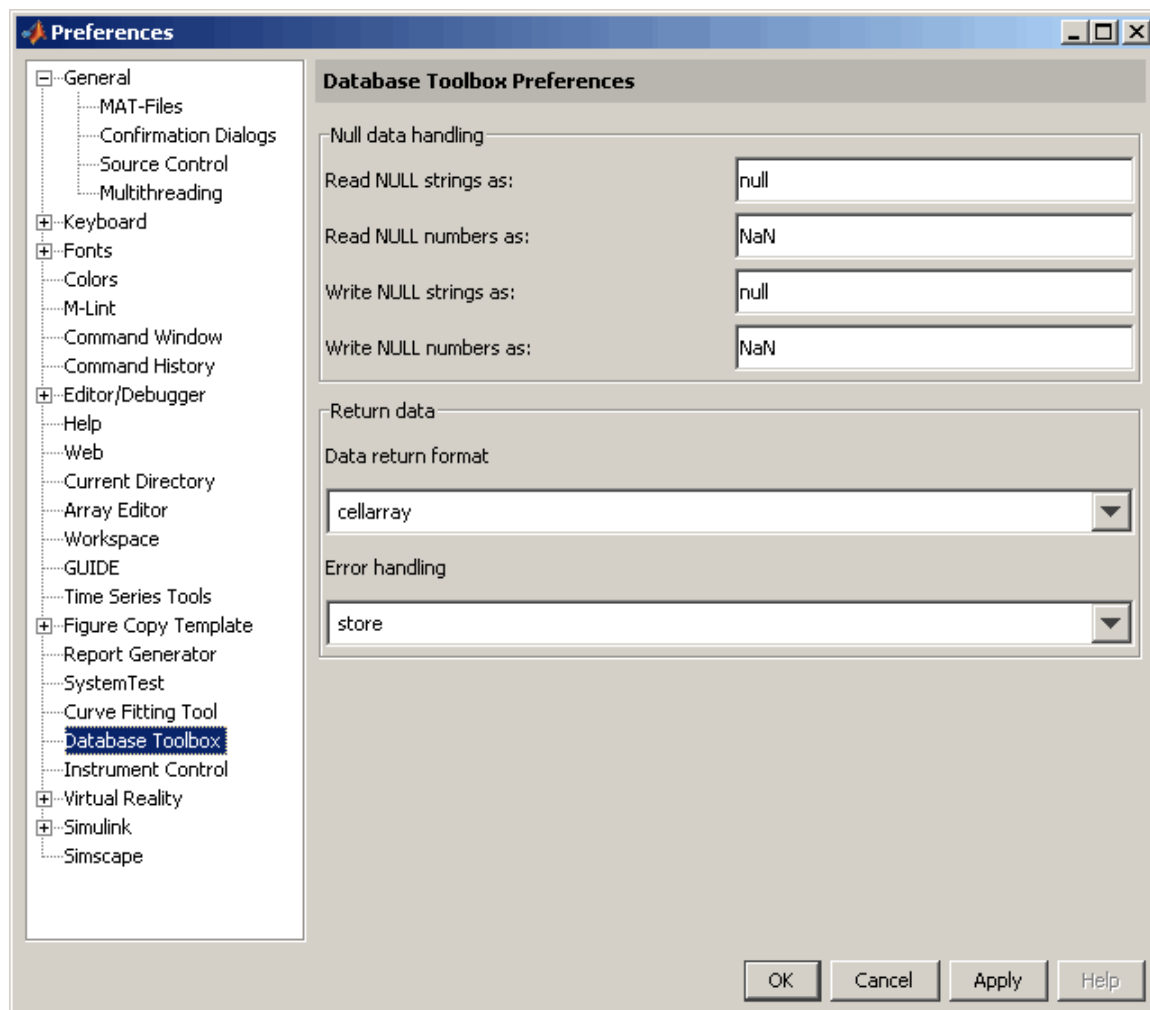 Preferences
General
MAT-Files
Confirmation Dialogs
Source Control
Multithreading
Keyboard
Fonts
Colors
M-Lint
Command Window
Command History
Editor/Debugger
Help
Web
Current Directory
Array Editor
Workspace
GUIDE
Time Series Tools
Figure Copy Template
Report Generator
SystemTest
Curve Fitting Tool
Database Toolbox
Instrument Control
Virtual Reality
Simulink
Simscape
Database Toolbox Preferences
Null data handling
Read NULL strings as: null
Read NULL numbers as: NaN
Write NULL strings as: null
Write NULL numbers as: NaN
Return data
Data return format
cellarray
Error handling
store
OK Cancel Apply Help